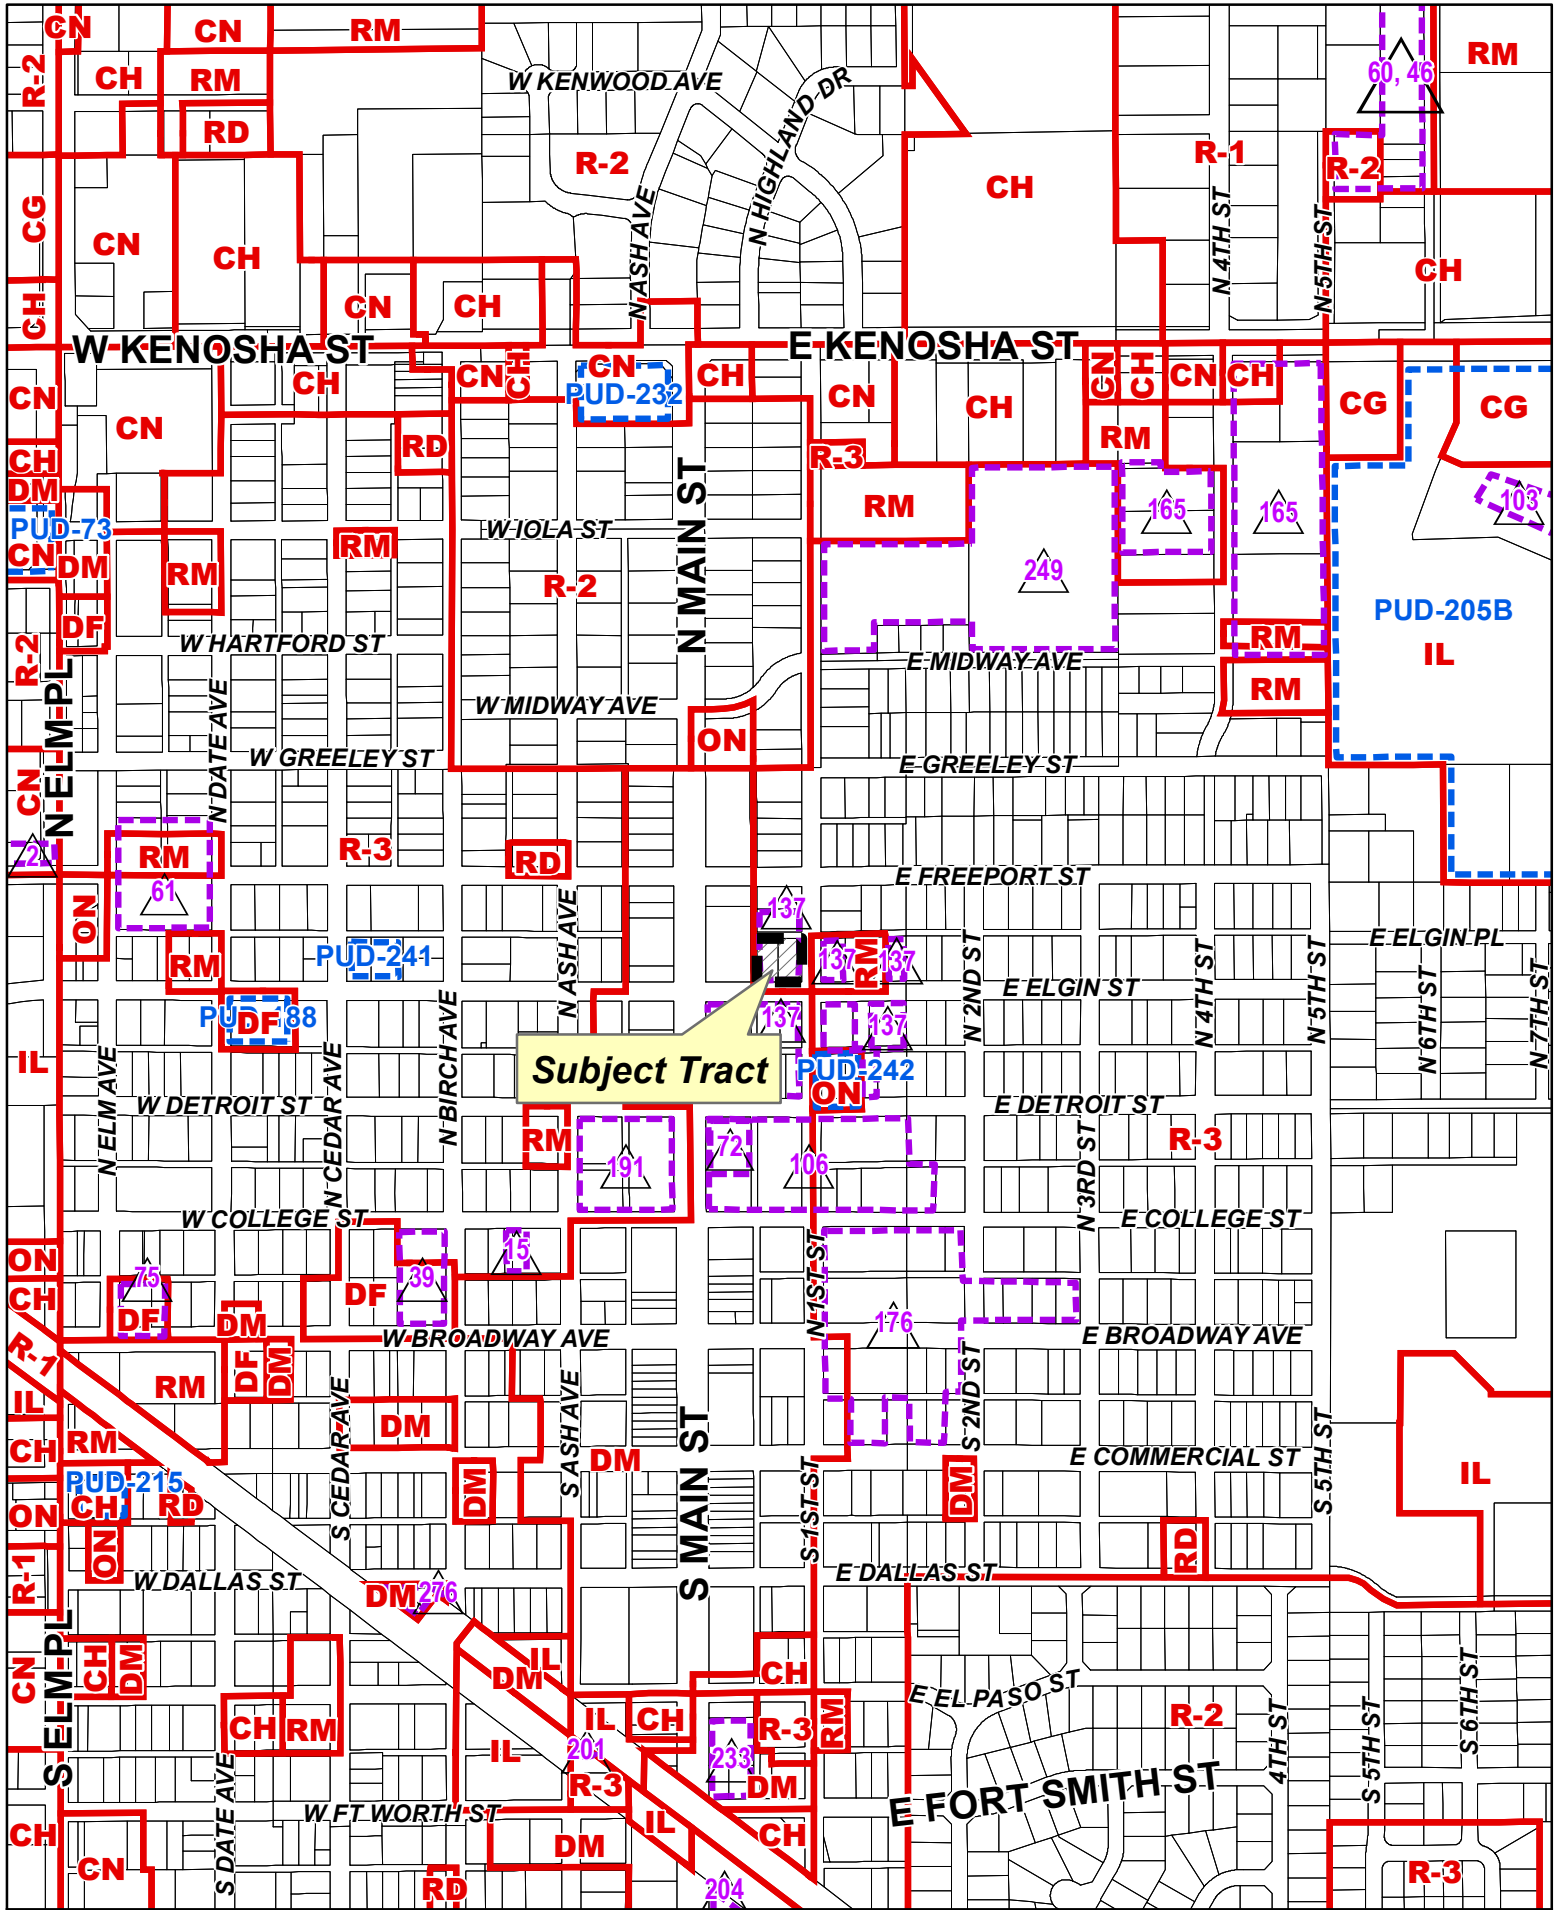 CN
CN
RM
R-2
CH
RM
W KENWOOD AVE
60, 46
RM
RD
R-2
N HIGHLAND DR
R-1
R-2
CH
CG
CN
CH
N ASH AVE
N 4TH ST
N 5TH ST
CH
CH
CN
CH
W KENOSHA ST
E KENOSHA ST
CN
CH
CN
CH
CN
PUD-232
CH
CN
CH
CN
CH
CN
CH
CG
CG
CN
RD
RM
CH
R-3
DM
RM
N MAIN ST
165
165
103
PUD-73
CN
DM
RM
RM
W IOLA ST
R-2
249
PUD-205B
IL
DF
W HARTFORD ST
RM
R-2
E MIDWAY AVE
RM
N ELM PL
N DATE AVE
W MIDWAY AVE
ON
W GREELEY ST
E GREELEY ST
CN
2
RM
R-3
RD
61
E FREEPORT ST
ON
N ASH AVE
137
RM
PUD-241
137
RM
137
N 2ND ST
N 4TH ST
N 5TH ST
E ELGIN PL
E ELGIN ST
N 6TH ST
N 7TH ST
DF
137
137
IL
N ELM AVE
N CEDAR AVE
N BIRCH AVE
Subject Tract
PUD-242
ON
W DETROIT ST
E DETROIT ST
RM
191
72
106
N 3RD ST
R-3
W COLLEGE ST
E COLLEGE ST
ON
75
39
15
N 1ST ST
CH
DF
DM
DF
176
W BROADWAY AVE
E BROADWAY AVE
R-1
RM
DF
DM
IL
S CEDAR AVE
DM
S ASH AVE
S MAIN ST
S 2ND ST
S 5TH ST
CH
RM
DM
E COMMERCIAL ST
IL
PUD-215
CH
RD
DM
S 1ST ST
DM
ON
ON
RD
R-1
W DALLAS ST
E DALLAS ST
DM
276
CN
CH
DM
S ELM PL
IL
DM
CH
E EL PASO ST
CH
RM
IL
CH
R-3
RM
R-2
4TH ST
S 5TH ST
S 6TH ST
IL
201
233
R-3
DM
E FORT SMITH ST
S DATE AVE
W FT WORTH ST
CH
IL
CH
CN
DM
RD
204
R-3